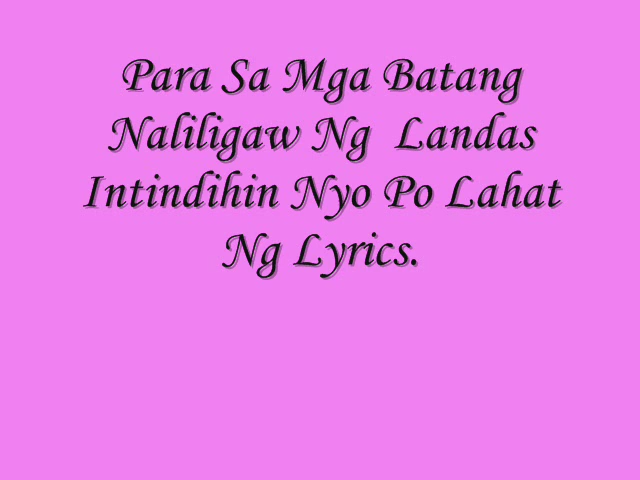 Para Sa Mga Batang
Naliligaw Ng Landas
Intindihin Nyo Po Lahat
Ng Lyrics.